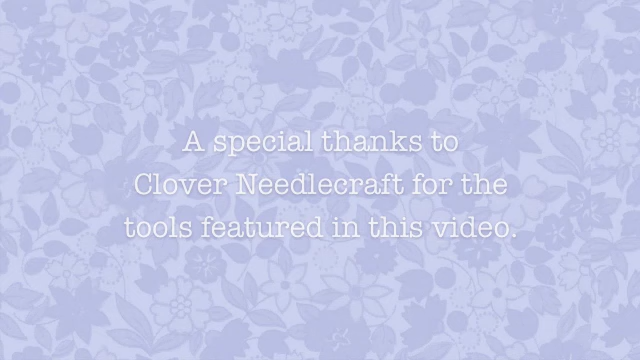 A special thanks to
Clover Needlecraft for the
tools featured in this video.